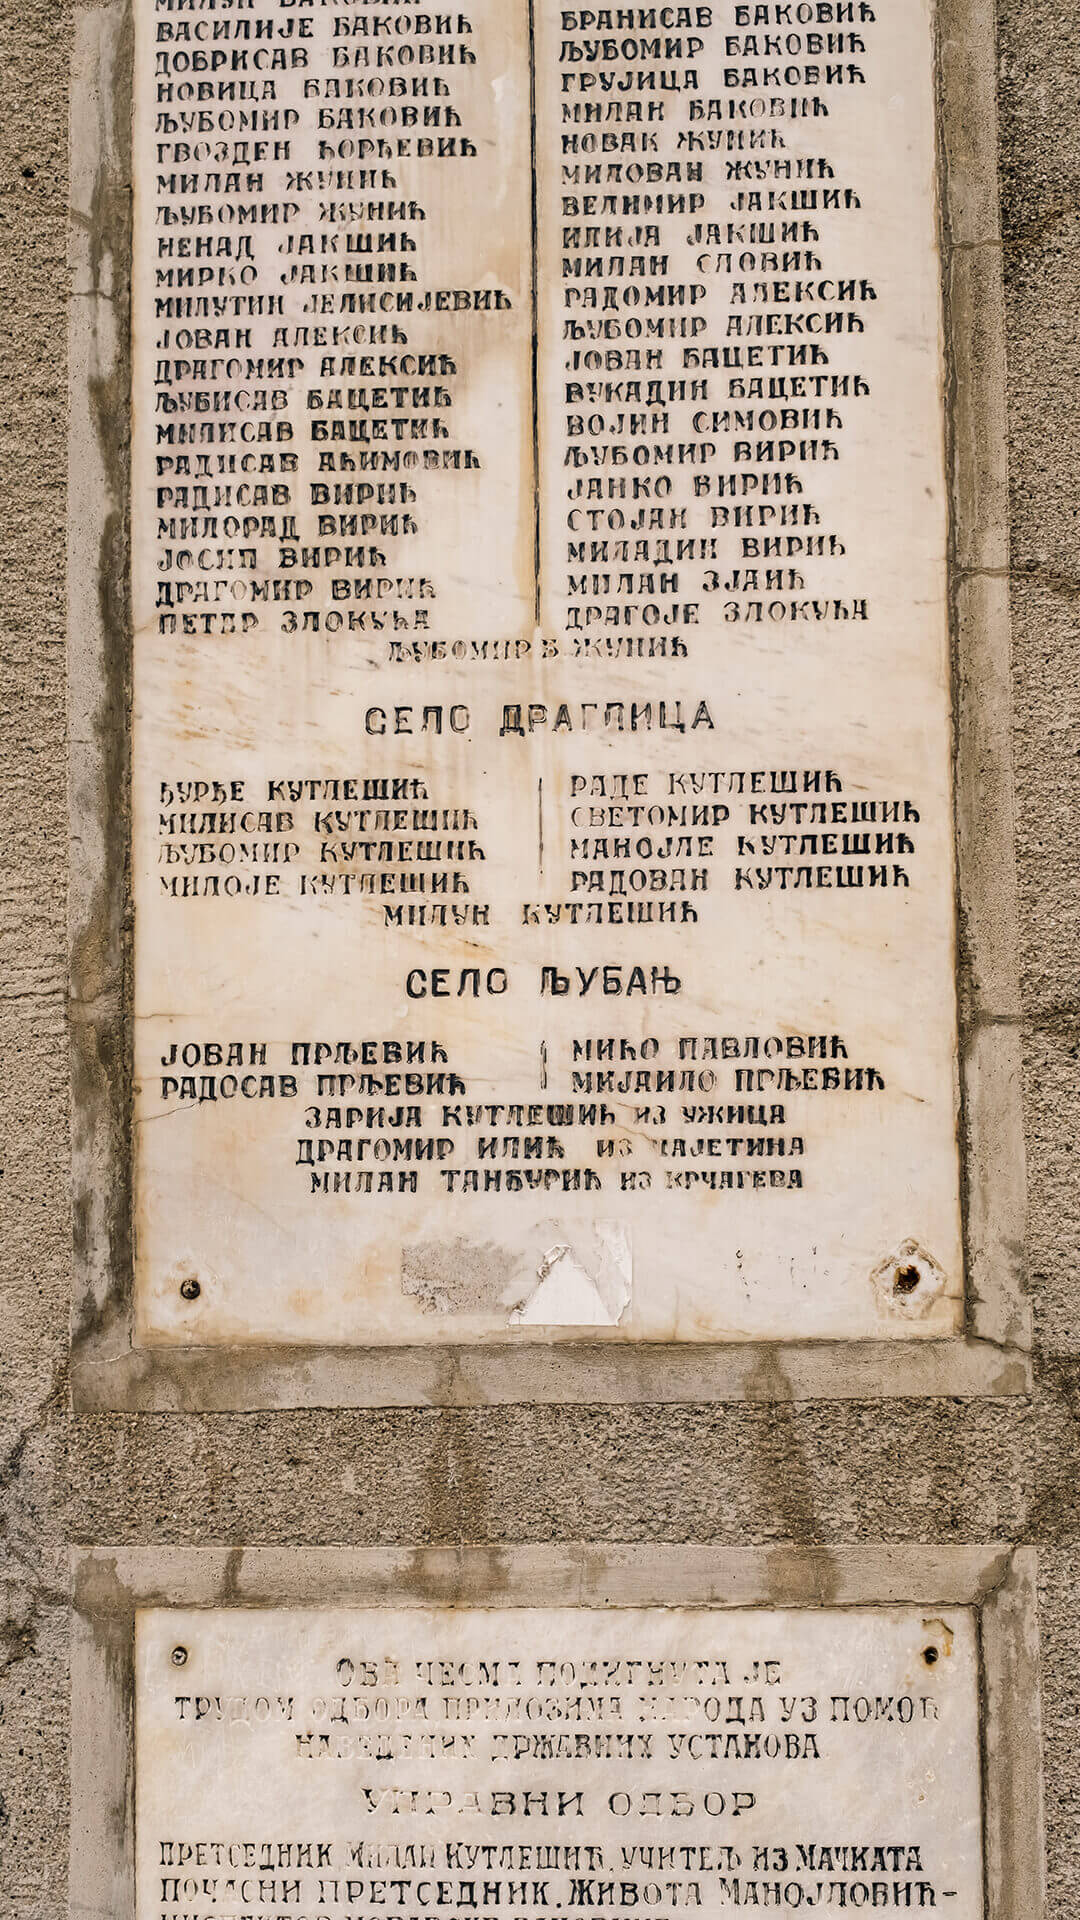 ВАСИЛИЈЕ БАКОВИЋ
ДОБРИСАВ БАКОВИЋ
НОВИЦА БАКОВИЋ
ЉУБОМИР БАКОВИЋ
ГВОЗДЕН ЂОРЂЕВИЋ
МИЛАН ЖУНИЋ
ЉУБОМИР ЖУНИЋ
НЕНАД ЈАКШИЋ
МИРКО ЈАКШИЋ
МИЛУТИН ЈЕЛИСИЈЕВИЋ
ЈОВАН АЛЕКСИЋ
ДРАГОМИР АЛЕКСИЋ
ЉУБИСАВ БАЦЕТИЋ
МИЛИСАВ БАЦЕТИЋ
РАДИСАВ АЋИМОВИЋ
РАДИСАВ ВИРИЋ
МИЛОРАД ВИРИЋ
ЈОСИП ВИРИЋ
ДРАГОМИР ВИРИЋ
ПЕТАР ЗЛОКУЋА
БРАНИСАВ БАКОВИЋ
ЉУБОМИР БАКОВИЋ
ГРУЈИЦА БАКОВИЋ
МИЛАН БАКОВИЋ
НОВАК ЖУНИЋ
МИЛОВАН ЖУНИЋ
ВЕЛИМИР ЈАКШИЋ
ИЛИЈА ЈАКШИЋ
МИЛАН СЛОВИЋ
РАДОМИР АЛЕКСИЋ
ЉУБОМИР АЛЕКСИЋ
ЈОВАН БАЦЕТИЋ
ВУКАДИН БАЦЕТИЋ
ВОЈИН СИМОВИЋ
ЉУБОМИР ВИРИЋ
ЈАНКО ВИРИЋ
СТОЈАН ВИРИЋ
МИЛАДИН ВИРИЋ
МИЛАН ЗЈАИЋ
ДРАГОЈЕ ЗЛОКУЋА
ЉУБОМИР Б. ЖУНИЋ
СЕЛО ДРАГЛИЦА
ЂУРЂЕ КУТЛЕШИЋ
МИЛИСАВ КУТЛЕШИЋ
ЉУБОМИР КУТЛЕШИЋ
МИЛОЈЕ КУТЛЕШИЋ
РАДЕ КУТЛЕШИЋ
СВЕТОМИР КУТЛЕШИЋ
МАНОЈЛЕ КУТЛЕШИЋ
РАДОВАН КУТЛЕШИЋ
МИЛУН КУТЛЕШИЋ
СЕЛО ЉУБАЊ
ЈОВАН ПРЉЕВИЋ
РАДОСАВ ПРЉЕВИЋ
МИЋО ПАВЛОВИЋ
МИЈАИЛО ПРЉЕВИЋ
ЗАРИЈА КУТЛЕШИЋ ИЗ УЖИЦА
ДРАГОМИР ИЛИЋ ИЗ ЧАЈЕТИНА
МИЛАН ТАНБУРИЋ ИЗ КРЧАГЕВА
ОВА ЧЕСМА ПОДИГНУТА ЈЕ
ТРУДОМ ОДБОРА ПРИЛОЗИМА НАРОДА УЗ ПОМОЋ
НАВЕДЕНИХ ДРЖАВНИХ УСТАНОВА
УПРАВНИ ОДБОР
ПРЕТСЕДНИК МИЛАН КУТЛЕШИЋ, УЧИТЕЉ ИЗ МАЧКАТА
ПОЧАСНИ ПРЕТСЕДНИК, ЖИВОТА МАНОЈЛОВИЋ-